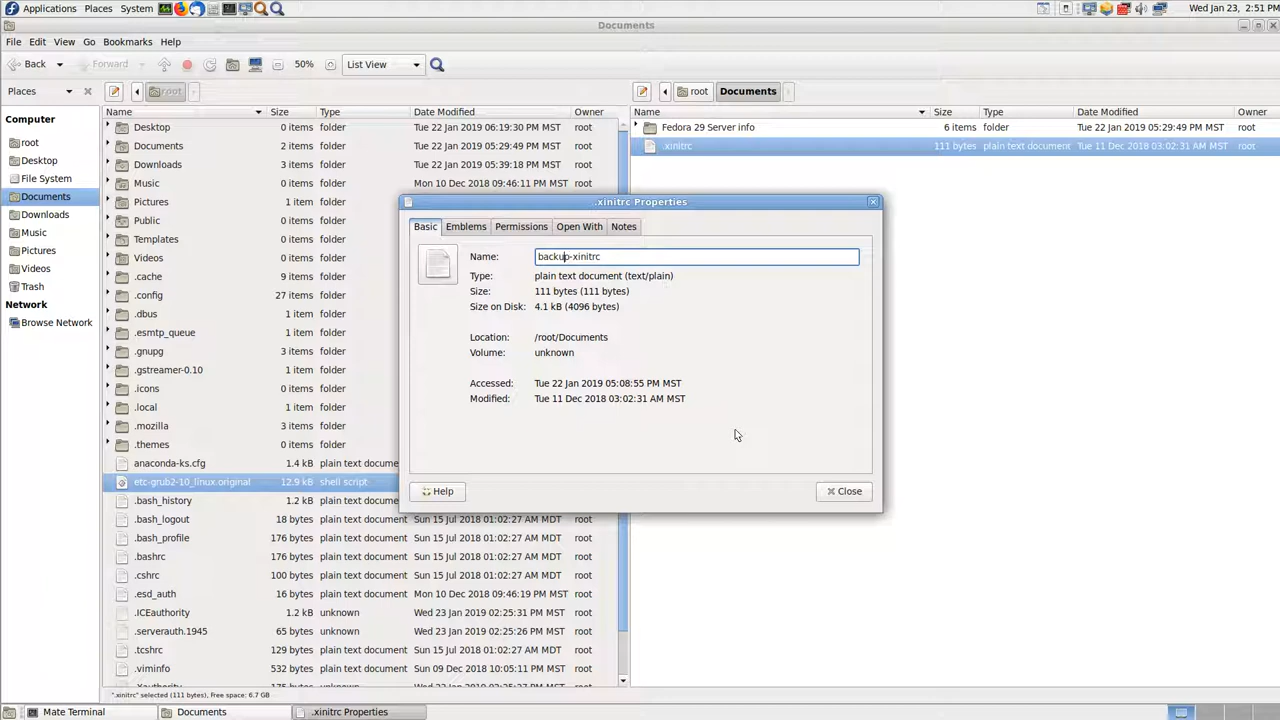 Applications Places System Wed Jan 23, 2:51 PM
Documents
File Edit View Go Bookmarks Help
Back Forward 50% List View
Places root root Documents
Name Size Type Date Modified Owner Name Size Type Date Modified Owner
Computer
root
Desktop
File System
Documents
Downloads
Music
Pictures
Videos
Trash
Network
Browse Network
Desktop 0 items folder Tue 22 Jan 2019 06:19:30 PM MST root
Documents 2 items folder Tue 22 Jan 2019 05:29:49 PM MST root
Downloads 3 items folder Tue 22 Jan 2019 05:39:18 PM MST root
Music 0 items folder Mon 10 Dec 2018 09:46:11 PM MST root
Pictures 1 item folder
Public 0 items folder
Templates 0 items folder
Videos 0 items folder
.cache 9 items folder
.config 27 items folder
.dbus 1 item folder
.esmtp_queue 0 items folder
.gnupg 3 items folder
.gstreamer-0.10 1 item folder
.icons 0 items folder
.local 1 item folder
.mozilla 3 items folder
.themes 0 items folder
anaconda-ks.cfg 1.4 kB plain text docume
etc-grub2-10_linux.original 12.9 kB shell script
.bash_history 1.2 kB plain text docume
.bash_logout 18 bytes plain text document Sun 15 Jul 2018 01:02:27 AM MDT root
.bash_profile 176 bytes plain text document Sun 15 Jul 2018 01:02:27 AM MDT root
.bashrc 176 bytes plain text document Sun 15 Jul 2018 01:02:27 AM MDT root
.cshrc 100 bytes plain text document Sun 15 Jul 2018 01:02:27 AM MDT root
.esd_auth 16 bytes plain text document Mon 10 Dec 2018 09:46:19 PM MST root
.ICEauthority 1.2 kB unknown Wed 23 Jan 2019 02:25:31 PM MST root
.serverauth.1945 65 bytes unknown Wed 23 Jan 2019 02:25:26 PM MST root
.tcshrc 129 bytes plain text document Sun 15 Jul 2018 01:02:27 AM MDT root
.viminfo 532 bytes plain text document Sun 09 Dec 2018 10:05:11 PM MST root
Fedora 29 Server info 6 items folder Tue 22 Jan 2019 05:29:49 PM MST root
.xinitrc 111 bytes plain text document Tue 11 Dec 2018 03:02:31 AM MST root
.xinitrc Properties
Basic Emblems Permissions Open With Notes
Name: backup-xinitrc
Type: plain text document (text/plain)
Size: 111 bytes (111 bytes)
Size on Disk: 4.1 kB (4096 bytes)
Location: /root/Documents
Volume: unknown
Accessed: Tue 22 Jan 2019 05:08:55 PM MST
Modified: Tue 11 Dec 2018 03:02:31 AM MST
Help Close
".xinitrc" selected (111 bytes), Free space: 6.7 GB
Mate Terminal Documents .xinitrc Properties